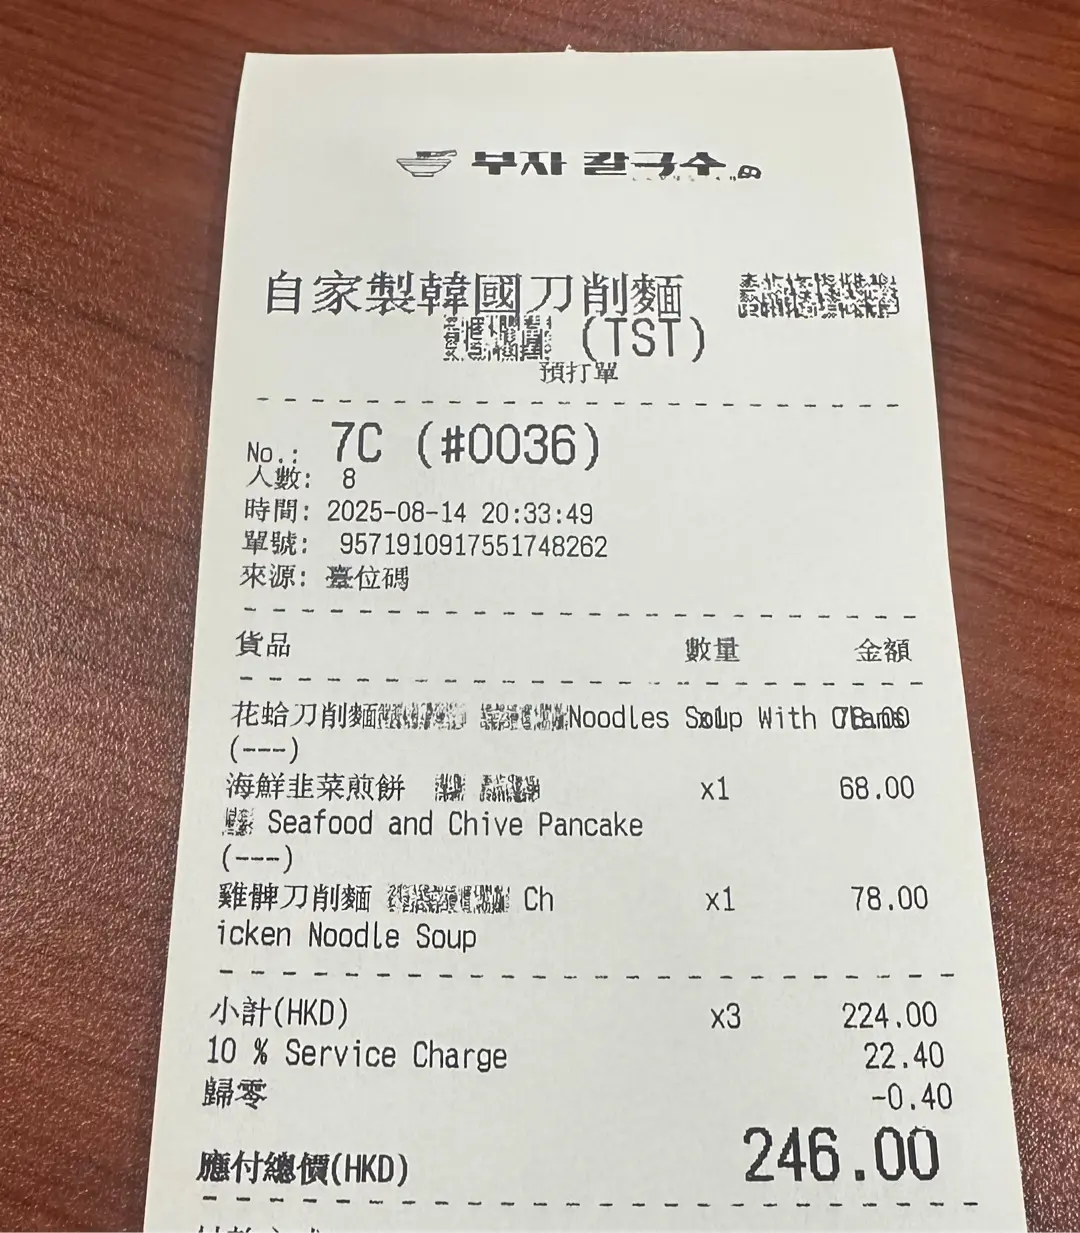 부자 칼국수
自家製韓國刀削麵
(TST)
預打單
No.: 7C (#0036)
人數: 8
時間: 2025-08-14 20:33:49
單號: 9571910917551748262
來源: 臺位碼
貨品 數量 金額
花蛤刀削麵 Noodles Soup With Clams x1 78.00
(---)
海鮮韭菜煎餅 x1 68.00
Seafood and Chive Pancake
(---)
雞髀刀削麵 Ch x1 78.00
icken Noodle Soup
小計(HKD) x3 224.00
10 % Service Charge 22.40
歸零 -0.40
應付總價(HKD) 246.00